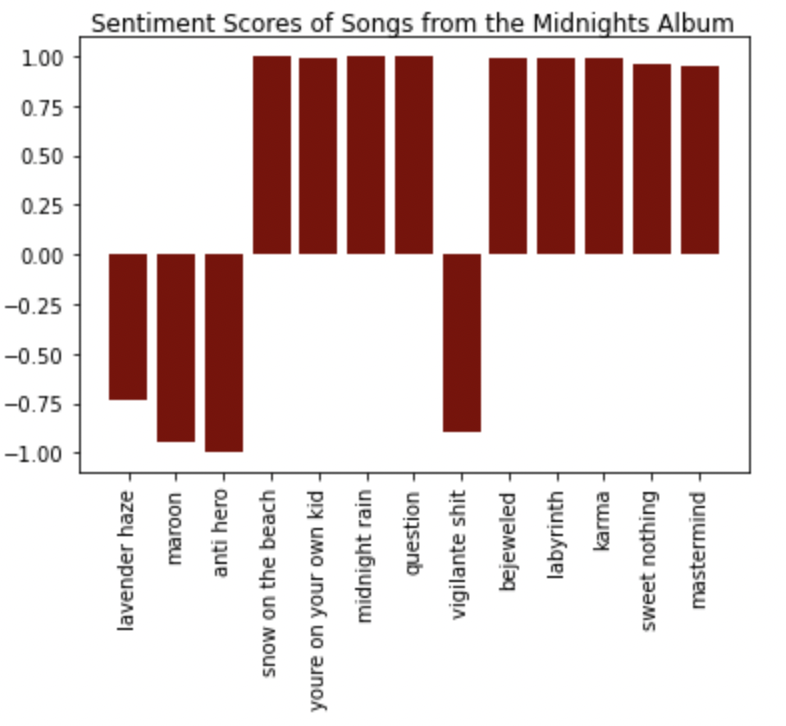 Sentiment Scores of Songs from the Midnights Album
1.00
0.75
0.50
0.25
0.00
−0.25
−0.50
−0.75
−1.00
lavender haze
maroon
anti hero
snow on the beach
youre on your own kid
midnight rain
question
vigilante shit
bejeweled
labyrinth
karma
sweet nothing
mastermind